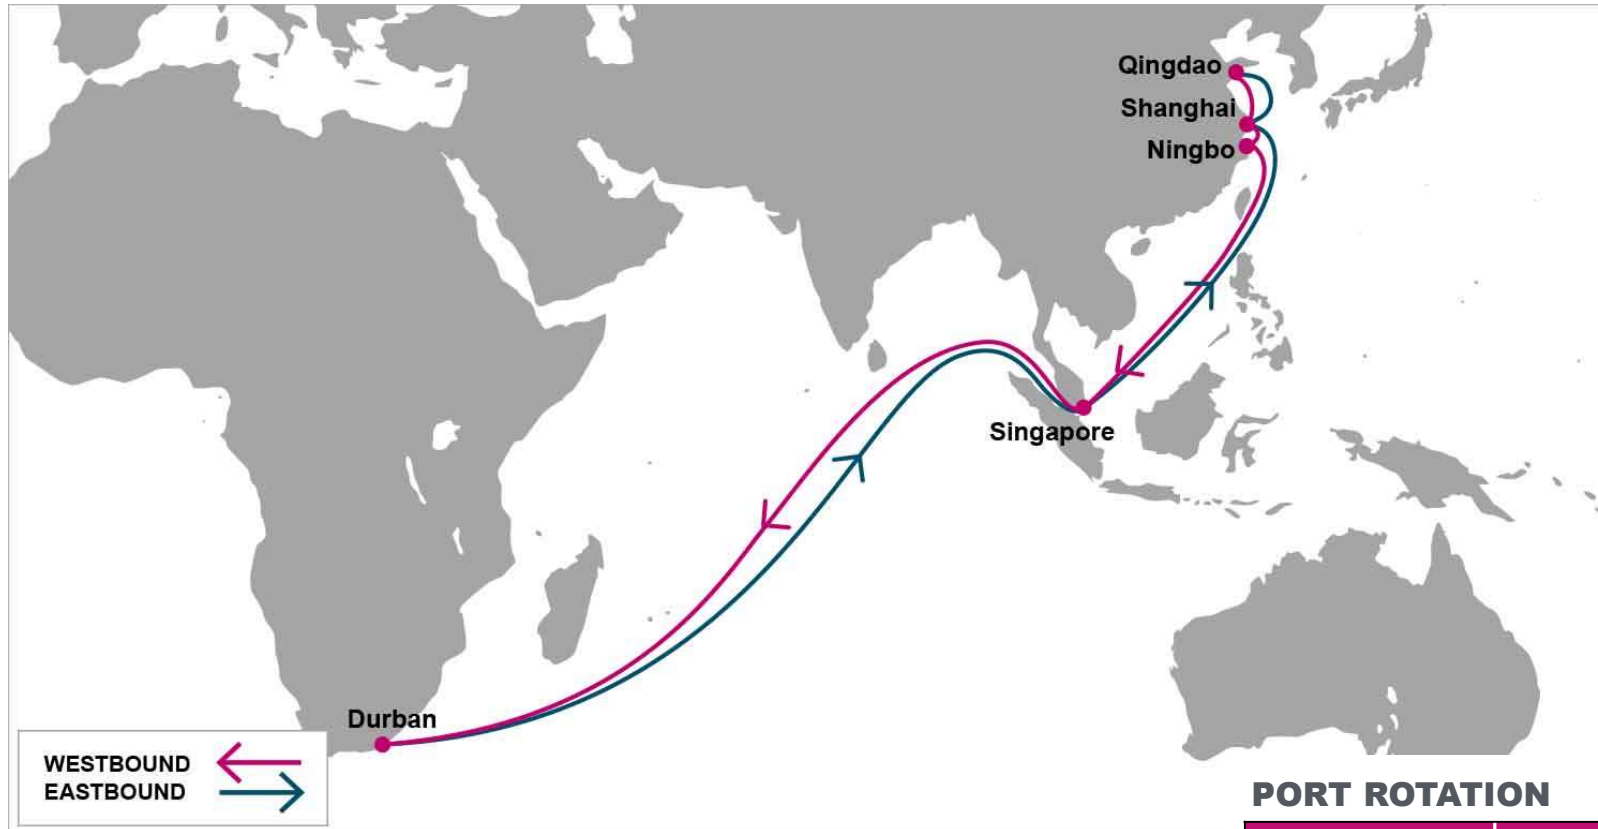 Qingdao
Shanghai
Ningbo
Singapore
Durban
WESTBOUND
EASTBOUND
PORT ROTATION